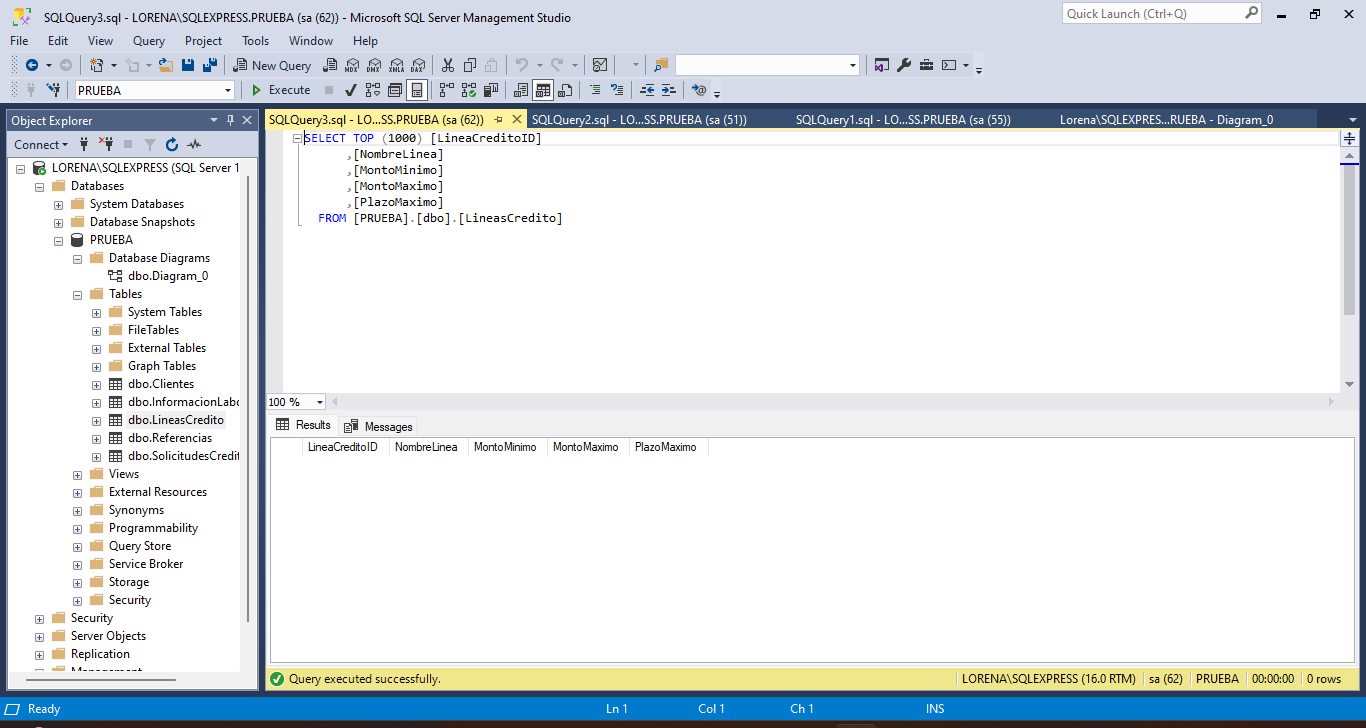 SQLQuery3.sql - LORENA\SQLEXPRESS.PRUEBA (sa (62)) - Microsoft SQL Server Management Studio
Quick Launch (Ctrl+Q)
File Edit View Query Project Tools Window Help
New Query MDX DMX XMLA DAX
PRUEBA Execute
Object Explorer
Connect
LORENA\SQLEXPRESS (SQL Server 1
Databases
System Databases
Database Snapshots
PRUEBA
Database Diagrams
dbo.Diagram_0
Tables
System Tables
FileTables
External Tables
Graph Tables
dbo.Clientes
dbo.InformacionLabo
dbo.LineasCredito
dbo.Referencias
dbo.SolicitudesCredit
Views
External Resources
Synonyms
Programmability
Query Store
Service Broker
Storage
Security
Security
Server Objects
Replication
Management
SQLQuery3.sql - LO...SS.PRUEBA (sa (62)) SQLQuery2.sql - LO...SS.PRUEBA (sa (51)) SQLQuery1.sql - LO...SS.PRUEBA (sa (55)) Lorena\SQLEXPRES...RUEBA - Diagram_0
SELECT TOP (1000) [LineaCreditoID]
,[NombreLinea]
,[MontoMinimo]
,[MontoMaximo]
,[PlazoMaximo]
FROM [PRUEBA].[dbo].[LineasCredito]
100 %
Results Messages
LineaCreditoID NombreLinea MontoMinimo MontoMaximo PlazoMaximo
Query executed successfully. LORENA\SQLEXPRESS (16.0 RTM) sa (62) PRUEBA 00:00:00 0 rows
Ready Ln 1 Col 1 Ch 1 INS